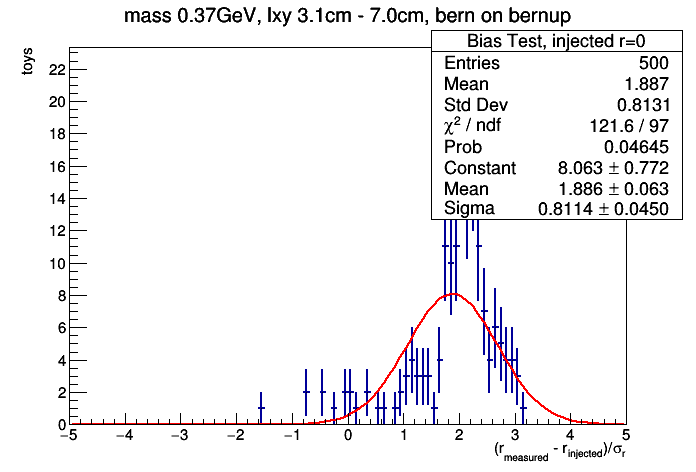 mass 0.37GeV, lxy 3.1cm - 7.0cm, bern on bernup
toys
Bias Test, injected r=0
Entries 500
Mean 1.887
Std Dev 0.8131
χ² / ndf 121.6 / 97
Prob 0.04645
Constant 8.063 ± 0.772
Mean 1.886 ± 0.063
Sigma 0.8114 ± 0.0450
22
20
18
16
14
12
10
8
6
4
2
0
−5 −4 −3 −2 −1 0 1 2 3 4 5
(r_measured - r_injected)/σ_r